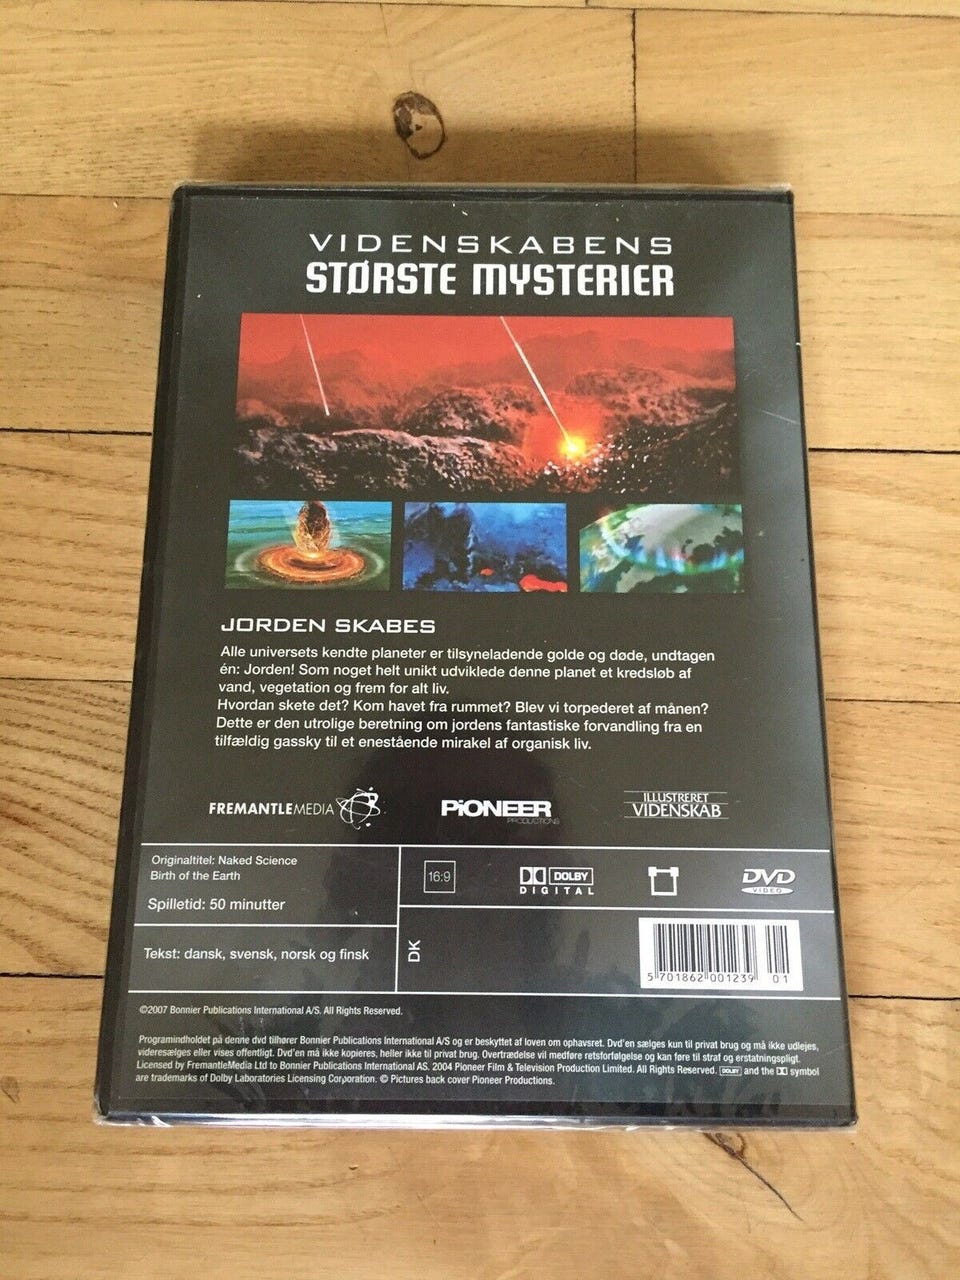 VIDENSKABENS
STØRSTE MYSTERIER
JORDEN SKABES
Alle universets kendte planeter er tilsyneladende golde og døde, undtagen
én: Jorden! Som noget helt unikt udviklede denne planet et kredsløb af
vand, vegetation og frem for alt liv.
Hvordan skete det? Kom havet fra rummet? Blev vi torpederet af månen?
Dette er den utrolige beretning om jordens fantastiske forvandling fra en
tilfældig gassky til et enestående mirakel af organisk liv.
FREMANTLEMEDIA
PiONEER
PRODUCTIONS
ILLUSTRERET
VIDENSKAB
Originaltitel: Naked Science
Birth of the Earth
Spilletid: 50 minutter
Tekst: dansk, svensk, norsk og finsk
16:9
DOLBY
DIGITAL
DVD
VIDEO
DK
5 701862 001239 01
©2007 Bonnier Publications International A/S. All Rights Reserved.
Programindholdet på denne dvd tilhører Bonnier Publications International A/S og er beskyttet af loven om ophavsret. Dvd'en sælges kun til privat brug og må ikke udlejes,
videresælges eller vises offentligt. Dvd'en må ikke kopieres, heller ikke til privat brug. Overtrædelse vil medføre retsforfølgelse og kan føre til straf og erstatningspligt.
Licensed by FremantleMedia Ltd to Bonnier Publications International AS. 2004 Pioneer Film & Television Production Limited. All Rights Reserved. DOLBY and the DD symbol
are trademarks of Dolby Laboratories Licensing Corporation. © Pictures back cover Pioneer Productions.